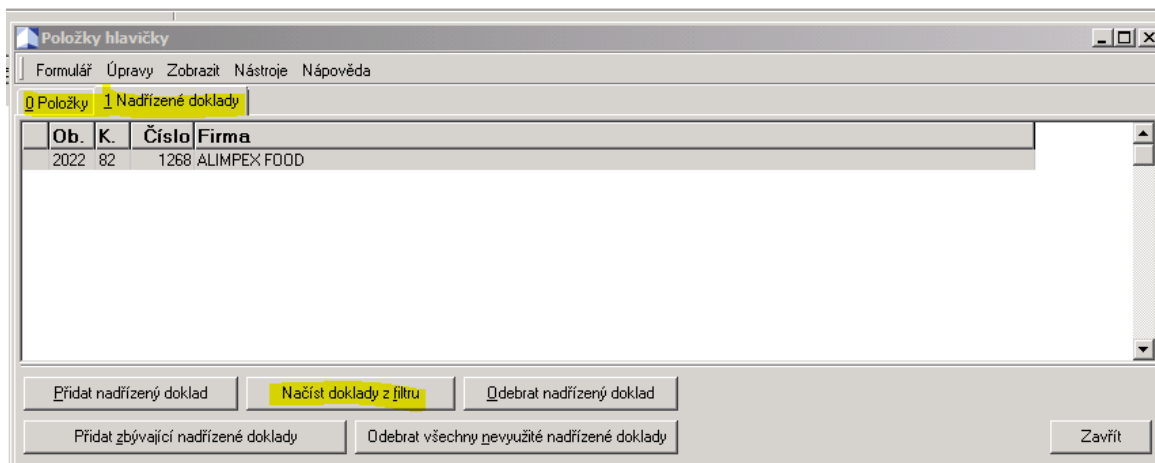 Položky hlavičky
Formulář Úpravy Zobrazit Nástroje Nápověda
0 Položky 1 Nadřízené doklady
Ob. K. Číslo Firma
2022 82 1268 ALIMPEX FOOD
Přidat nadřízený doklad Načíst doklady z filtru Odebrat nadřízený doklad
Přidat zbývající nadřízené doklady Odebrat všechny nevyužité nadřízené doklady Zavřít